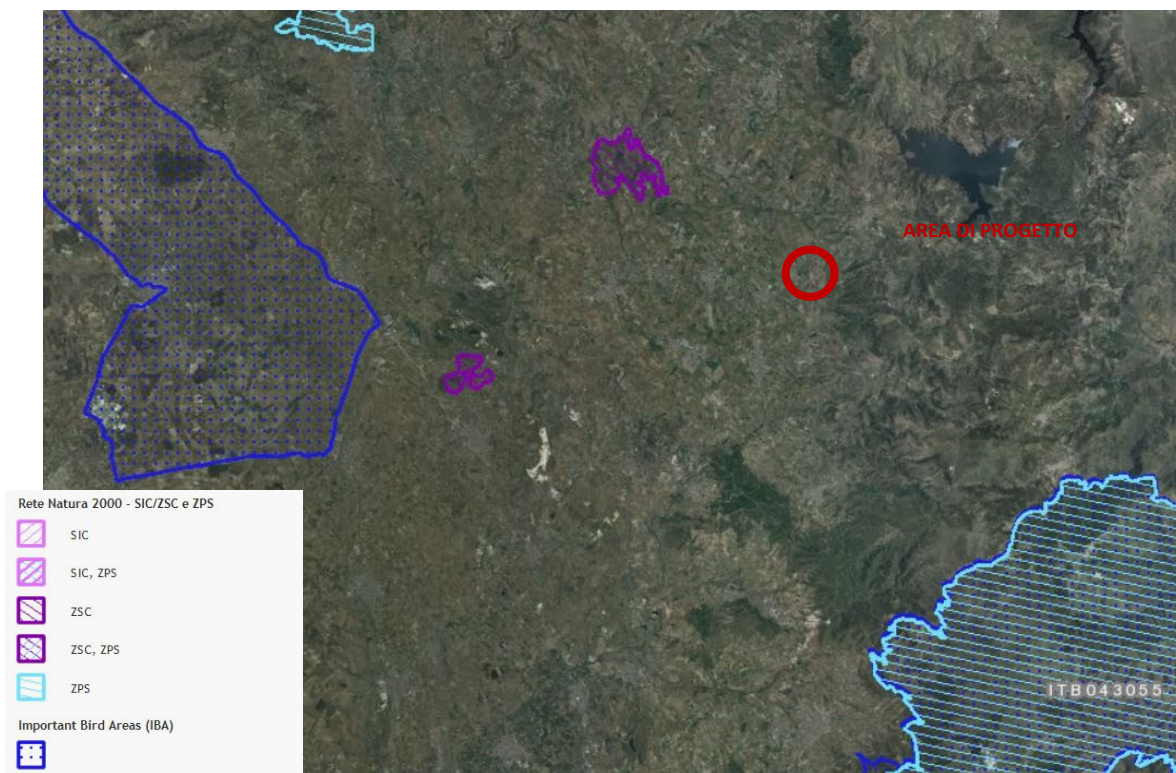 AREA DI PROGETTO
Rete Natura 2000 - SIC/ZSC e ZPS
SIC
SIC, ZPS
ZSC
ZSC, ZPS
ZPS
Important Bird Areas (IBA)
ITB043055